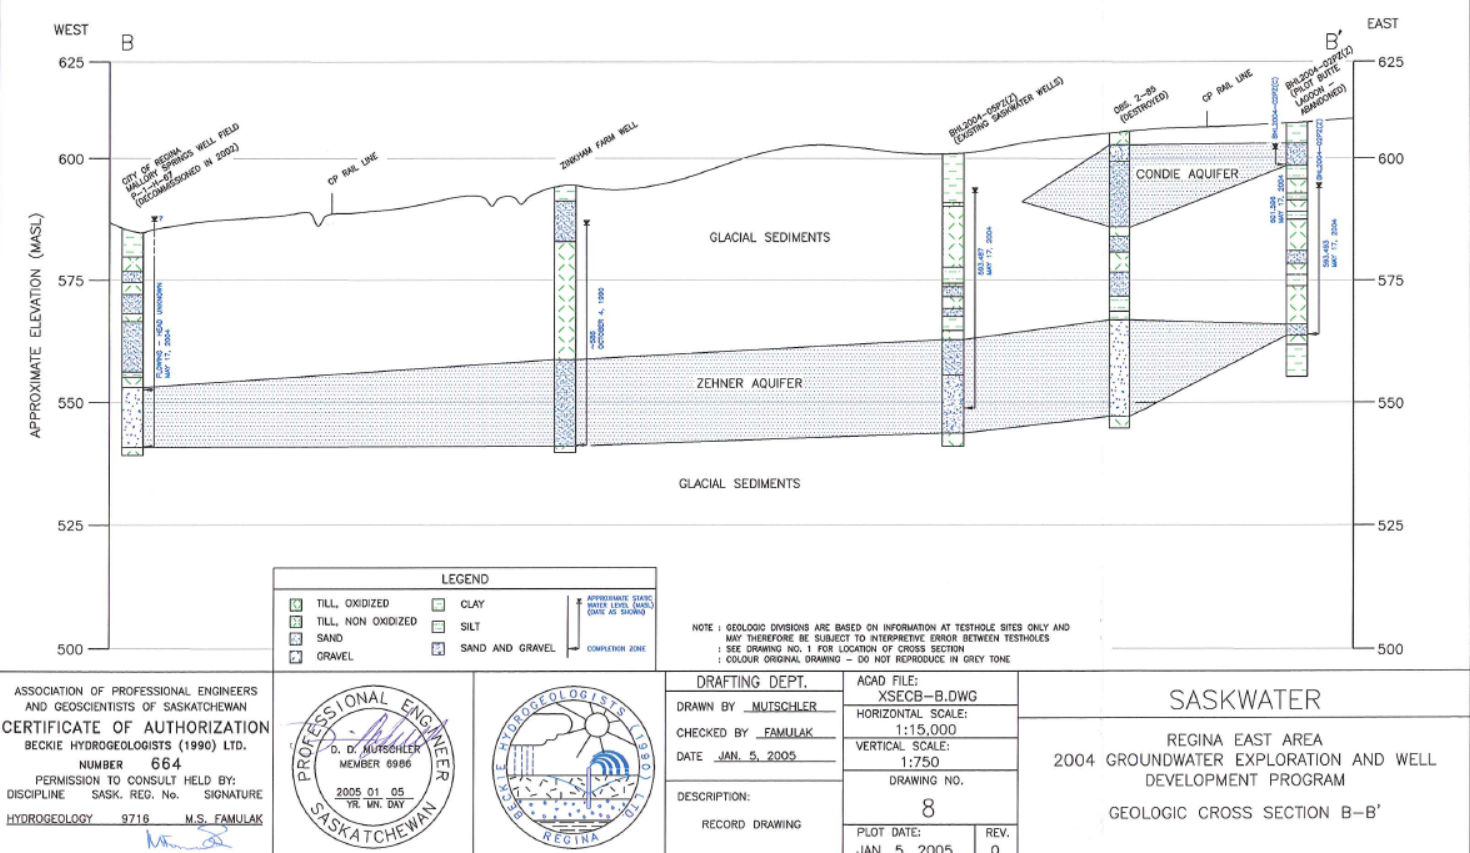 WEST
B
EAST
B'
625
600
575
550
525
500
APPROXIMATE ELEVATION (MASL)
625
600
575
550
525
500
CITY OF REGINA
MALLORY SPRINGS WELL FIELD
P-1-H-67
(DECOMMISSIONED IN 2002)
CP RAIL LINE
ZINKHAM FARM WELL
BHL2004-05PZ(Z)
(EXISTING SASKWATER WELLS)
OBS. 2-85
(DESTROYED)
CP RAIL LINE
BHL2004-02PZ(Z)
(PILOT BUTTE
LAGOON -
ABANDONED)
?
FLOWING - HEAD UNKNOWN
MAY 17, 2004
~586
OCTOBER 4, 1990
593.487
MAY 17, 2004
BHL2004-02PZ(C)
601.596
MAY 17, 2004
BHL2004-02PZ(Z)
593.493
MAY 17, 2004
GLACIAL SEDIMENTS
CONDIE AQUIFER
ZEHNER AQUIFER
GLACIAL SEDIMENTS
LEGEND
TILL, OXIDIZED
TILL, NON OXIDIZED
SAND
GRAVEL
CLAY
SILT
SAND AND GRAVEL
APPROXIMATE STATIC
WATER LEVEL (MASL)
(DATE AS SHOWN)
COMPLETION ZONE
NOTE : GEOLOGIC DIVISIONS ARE BASED ON INFORMATION AT TESTHOLE SITES ONLY AND
MAY THEREFORE BE SUBJECT TO INTERPRETIVE ERROR BETWEEN TESTHOLES
: SEE DRAWING NO. 1 FOR LOCATION OF CROSS SECTION
: COLOUR ORIGINAL DRAWING - DO NOT REPRODUCE IN GREY TONE
ASSOCIATION OF PROFESSIONAL ENGINEERS
AND GEOSCIENTISTS OF SASKATCHEWAN
CERTIFICATE OF AUTHORIZATION
BECKIE HYDROGEOLOGISTS (1990) LTD.
NUMBER 664
PERMISSION TO CONSULT HELD BY:
DISCIPLINE SASK. REG. No. SIGNATURE
HYDROGEOLOGY 9716 M.S. FAMULAK
PROFESSIONAL ENGINEER
D. D. MUTSCHLER
MEMBER 6986
2005 01 05
YR. MN. DAY
SASKATCHEWAN
BECKIE HYDROGEOLOGISTS (1990) LTD
REGINA
DRAFTING DEPT.
DRAWN BY MUTSCHLER
CHECKED BY FAMULAK
DATE JAN. 5, 2005
DESCRIPTION:
RECORD DRAWING
ACAD FILE:
XSECB-B.DWG
HORIZONTAL SCALE:
1:15,000
VERTICAL SCALE:
1:750
DRAWING NO.
8
PLOT DATE:
JAN. 5, 2005
REV.
0
SASKWATER
REGINA EAST AREA
2004 GROUNDWATER EXPLORATION AND WELL
DEVELOPMENT PROGRAM
GEOLOGIC CROSS SECTION B-B'